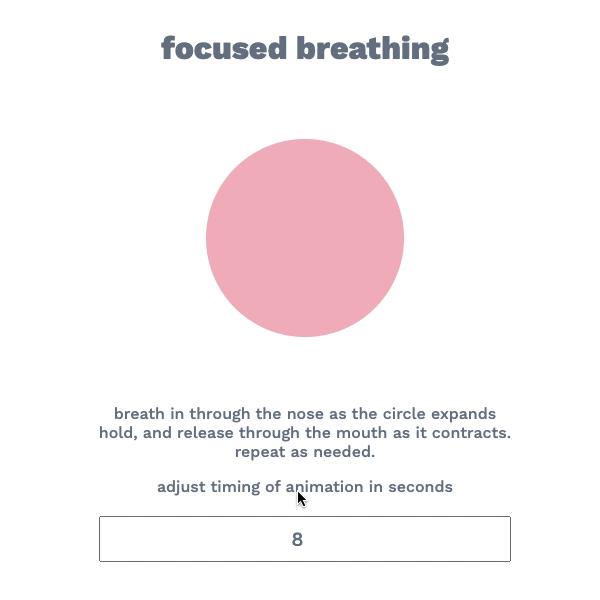 focused breathing
breath in through the nose as the circle expands
hold, and release through the mouth as it contracts.
repeat as needed.
adjust timing of animation in seconds
8